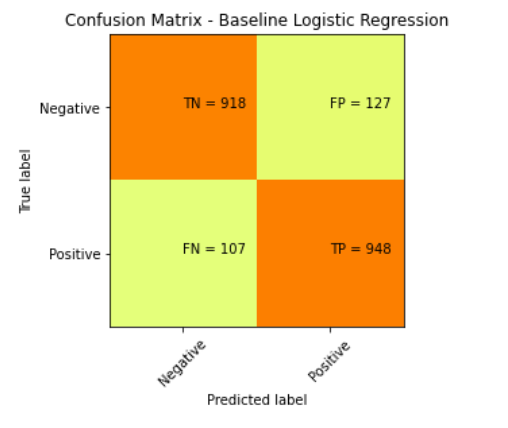 Confusion Matrix - Baseline Logistic Regression
Negative
TN = 918
FP = 127
True label
Positive
FN = 107
TP = 948
Negative
Positive
Predicted label